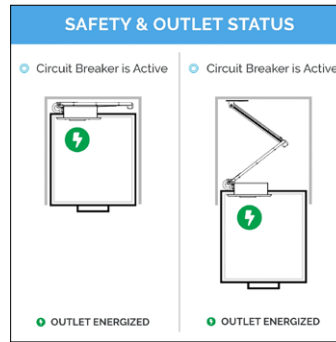 SAFETY & OUTLET STATUS
Circuit Breaker is Active
Circuit Breaker is Active
OUTLET ENERGIZED
OUTLET ENERGIZED